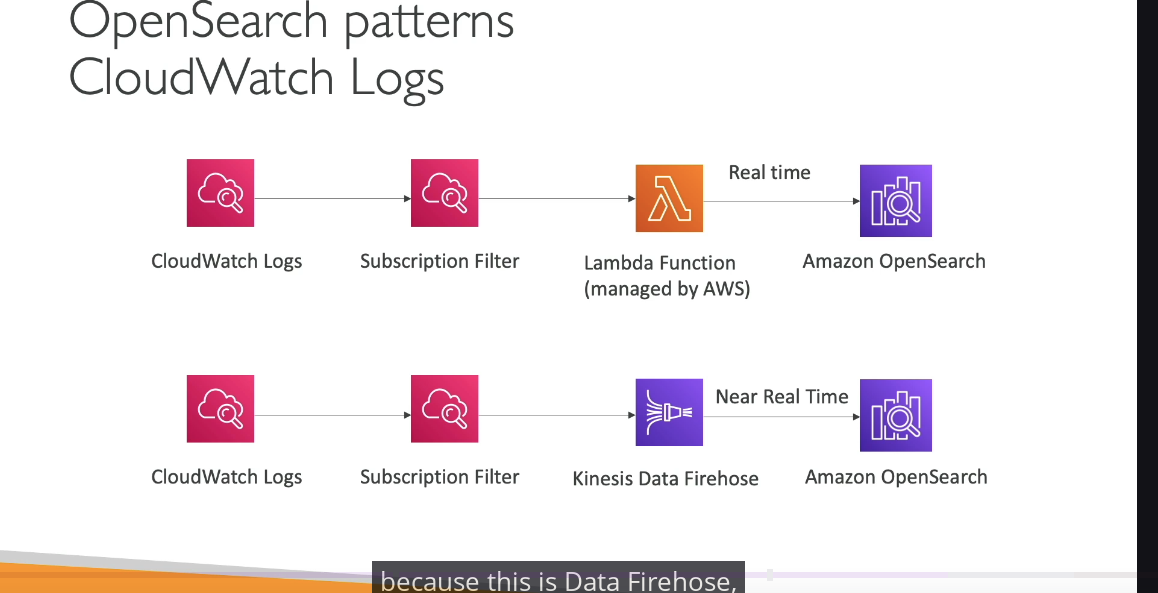 OpenSearch patterns
CloudWatch Logs
Real time
CloudWatch Logs
Subscription Filter
Lambda Function
(managed by AWS)
Amazon OpenSearch
Near Real Time
CloudWatch Logs
Subscription Filter
Kinesis Data Firehose
Amazon OpenSearch
because this is Data Firehose,